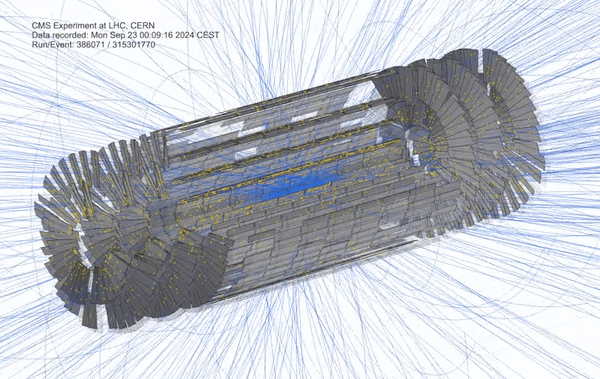 CMS Experiment at LHC, CERN
Data recorded: Mon Sep 23 00:09:16 2024 CEST
Run/Event: 386071 / 315301770